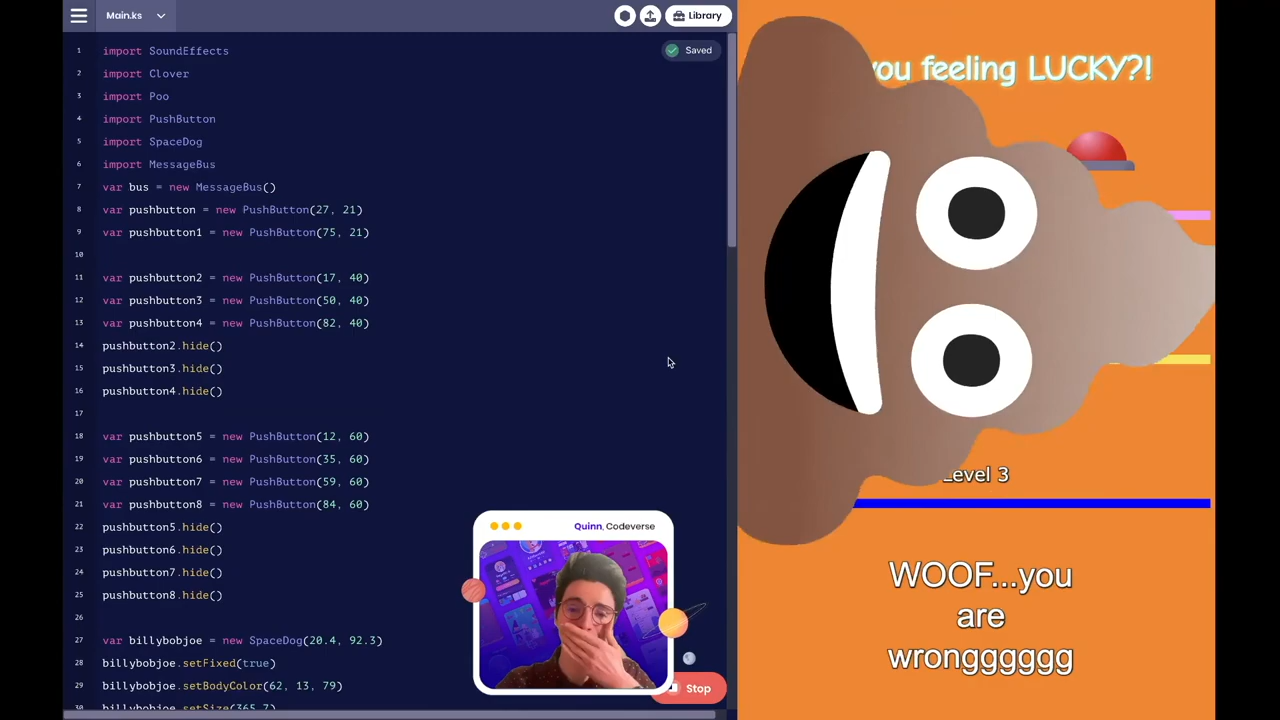 Main.ks
Library
Saved
1 import SoundEffects
2 import Clover
3 import Poo
4 import PushButton
5 import SpaceDog
6 import MessageBus
7 var bus = new MessageBus()
8 var pushbutton = new PushButton(27, 21)
9 var pushbutton1 = new PushButton(75, 21)
10
11 var pushbutton2 = new PushButton(17, 40)
12 var pushbutton3 = new PushButton(50, 40)
13 var pushbutton4 = new PushButton(82, 40)
14 pushbutton2.hide()
15 pushbutton3.hide()
16 pushbutton4.hide()
17
18 var pushbutton5 = new PushButton(12, 60)
19 var pushbutton6 = new PushButton(35, 60)
20 var pushbutton7 = new PushButton(59, 60)
21 var pushbutton8 = new PushButton(84, 60)
22 pushbutton5.hide()
23 pushbutton6.hide()
24 pushbutton7.hide()
25 pushbutton8.hide()
26
27 var billybobjoe = new SpaceDog(20.4, 92.3)
28 billybobjoe.setFixed(true)
29 billybobjoe.setBodyColor(62, 13, 79)
30 billybobjoe.setSize(365.7)
Quinn, Codeverse
Stop
you feeling LUCKY?!
Level 3
WOOF...you
are
wrongggggg